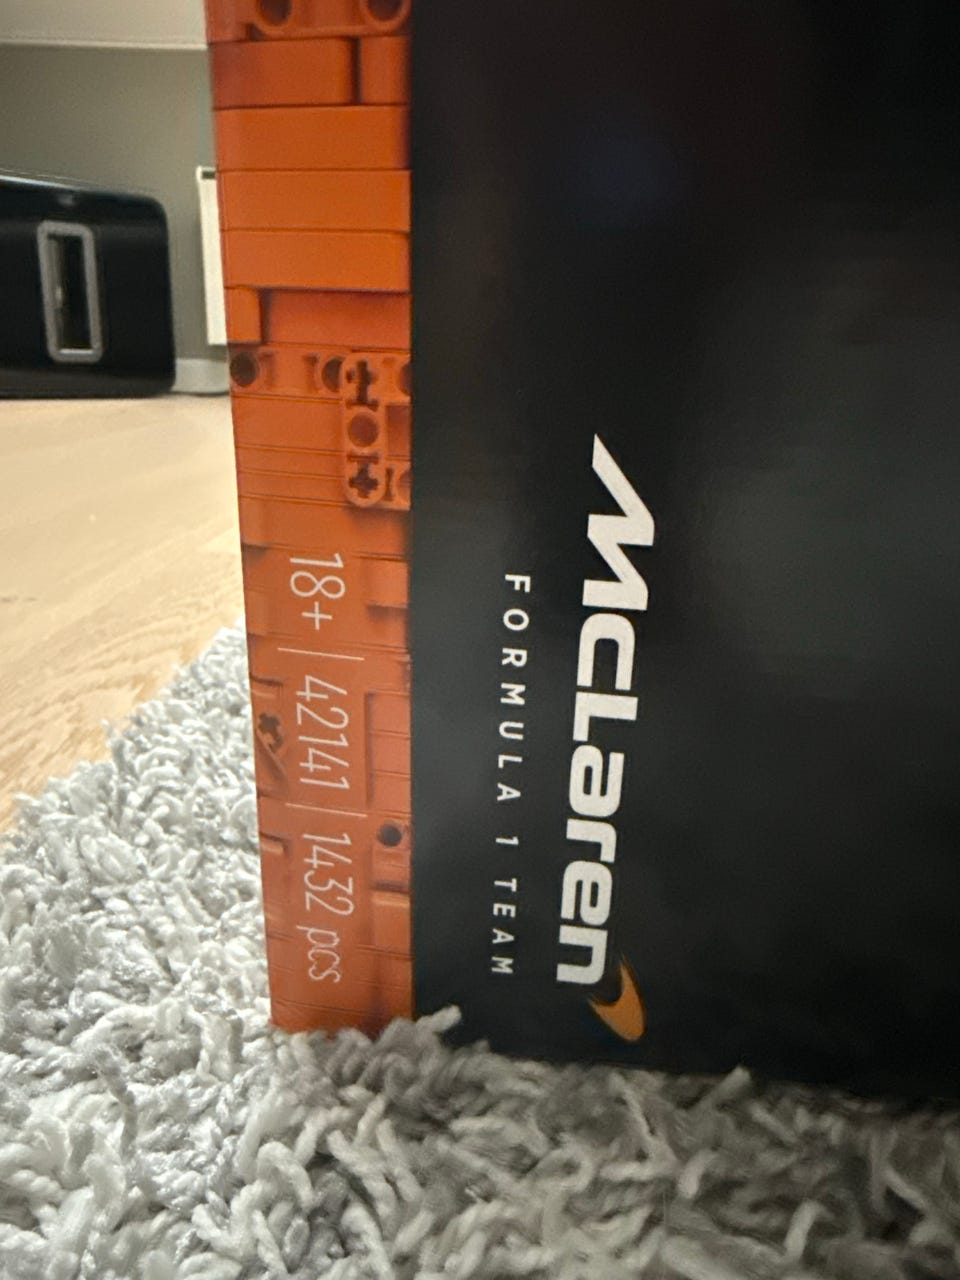 McLaren
FORMULA 1 TEAM
18+ | 42141 | 1432 pcs